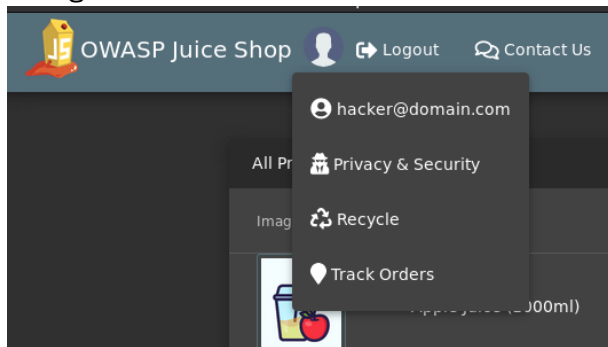 OWASP Juice Shop Logout Contact Us
hacker@domain.com
All Pr
Privacy & Security
Imag
Recycle
Track Orders